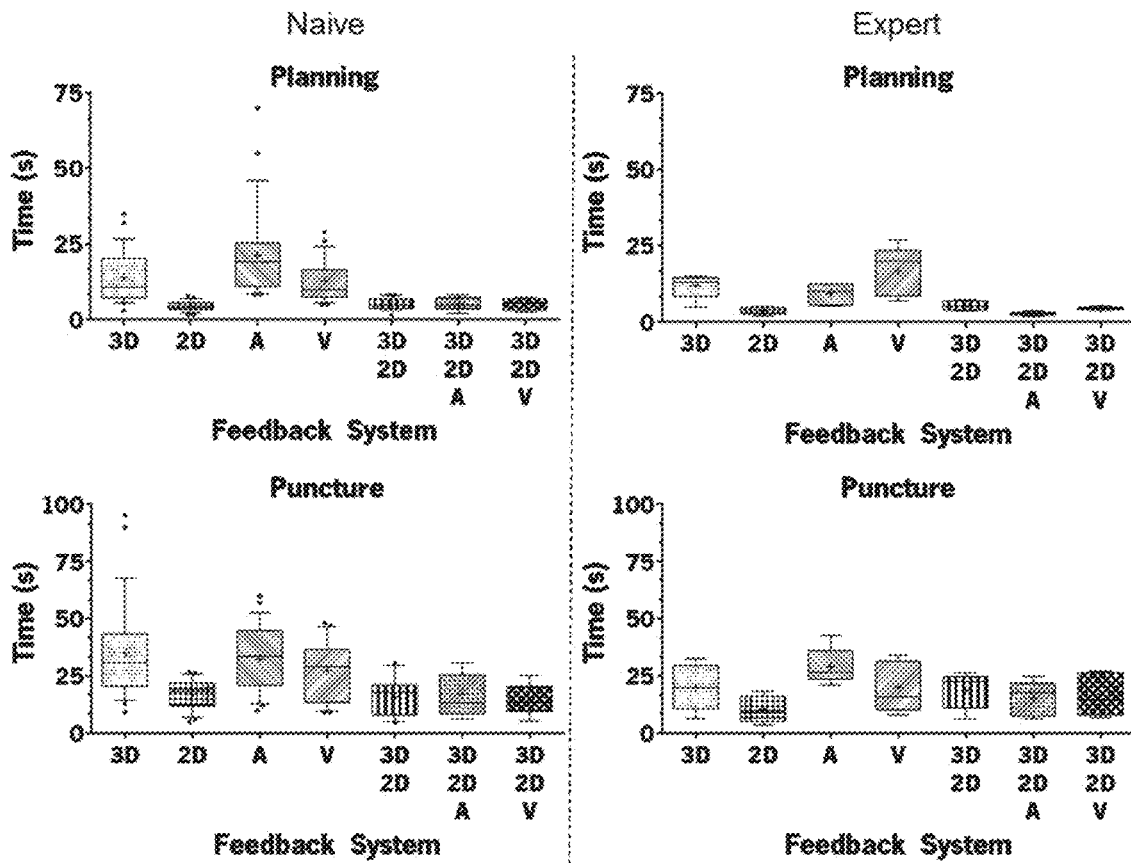 Naive
Expert
Planning
75
50
25
0
Time (s)
3D 2D A V 3D 3D 3D
2D 2D 2D
A V
Feedback System
Planning
75
50
25
0
Time (s)
3D 2D A V 3D 3D 3D
2D 2D 2D
A V
Feedback System
Puncture
100
75
50
25
0
Time (s)
3D 2D A V 3D 3D 3D
2D 2D 2D
A V
Feedback System
Puncture
100
75
50
25
0
Time (s)
3D 2D A V 3D 3D 3D
2D 2D 2D
A V
Feedback System